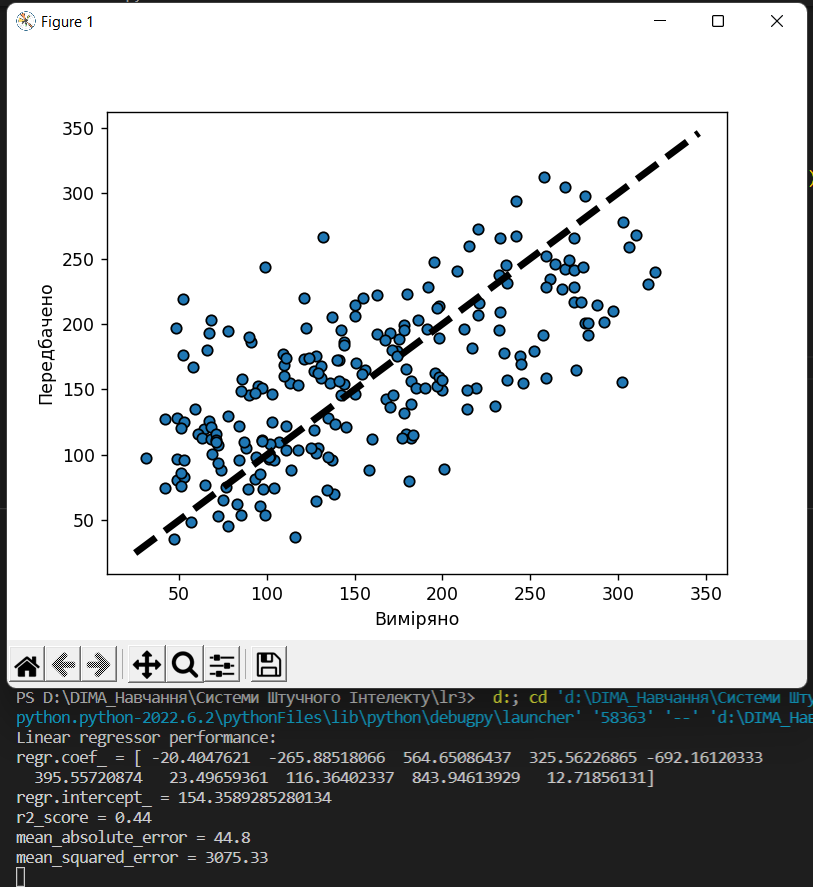 Figure 1
350
300
250
200
150
100
50
Передбачено
50 100 150 200 250 300 350
Виміряно
PS D:\DIMA_Навчання\Системи Штучного Інтелекту\lr3> d:; cd 'd:\DIMA_Навчання\Системи Шту
python.python-2022.6.2\pythonFiles\lib\python\debugpy\launcher' '58363' '--' 'd:\DIMA_Нав
Linear regressor performance:
regr.coef_ = [ -20.4047621 -265.88518066 564.65086437 325.56226865 -692.16120333
395.55720874 23.49659361 116.36402337 843.94613929 12.71856131]
regr.intercept_ = 154.3589285280134
r2_score = 0.44
mean_absolute_error = 44.8
mean_squared_error = 3075.33